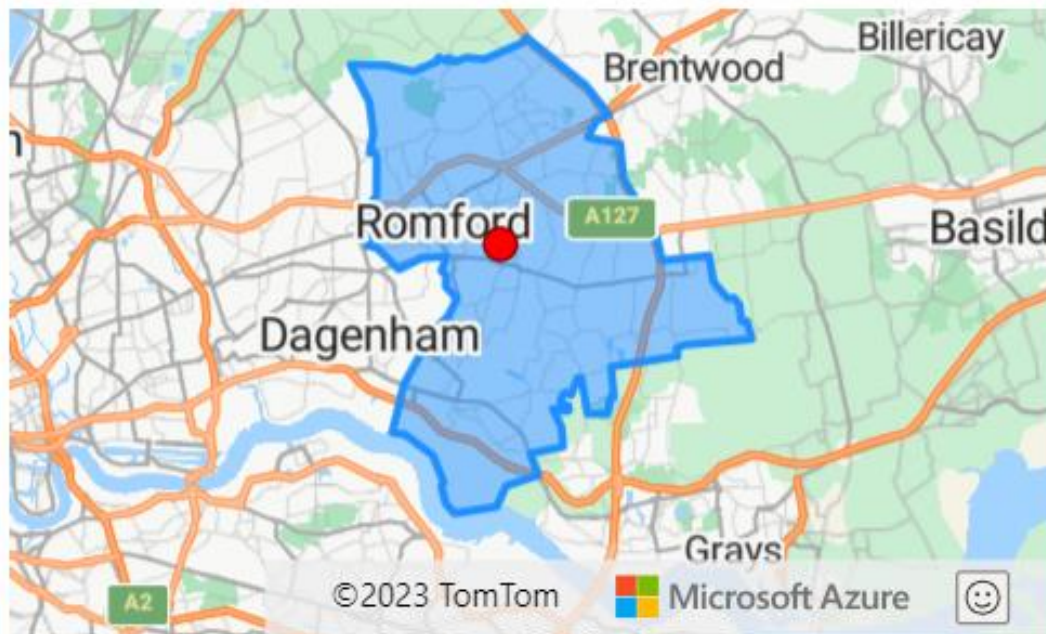 Billericay
Brentwood
n
Romford
A127
Basild
Dagenham
Grays
A2
©2023 TomTom
Microsoft Azure